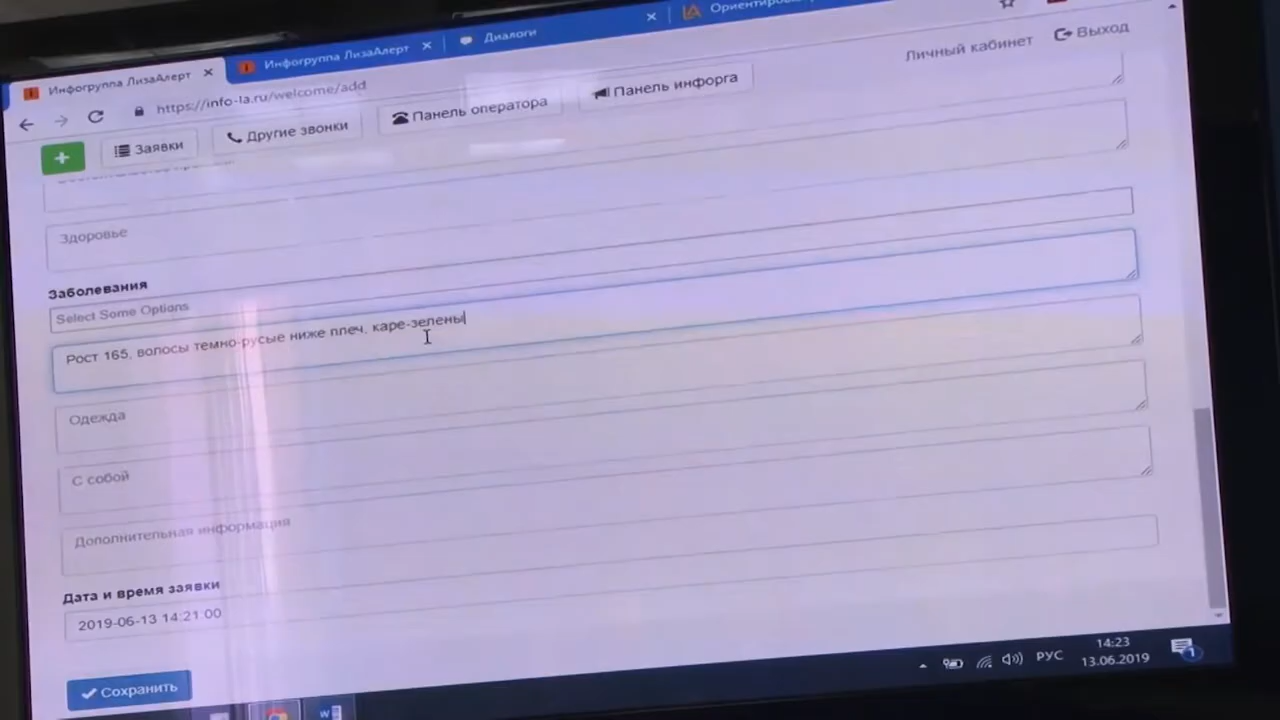 Инфогруппа ЛизаАлерт
Инфогруппа ЛизаАлерт
Диалоги
https://info-la.ru/welcome/add
Личный кабинет
Выход
Заявки
Другие звонки
Панель оператора
Панель инфорга
Здоровье
Заболевания
Select Some Options
Рост 165, волосы темно-русые ниже плеч, каре-зелены
Одежда
С собой
Дополнительная информация
Дата и время заявки
2019-06-13 14:21:00
Сохранить
РУС
14:23
13.06.2019
1